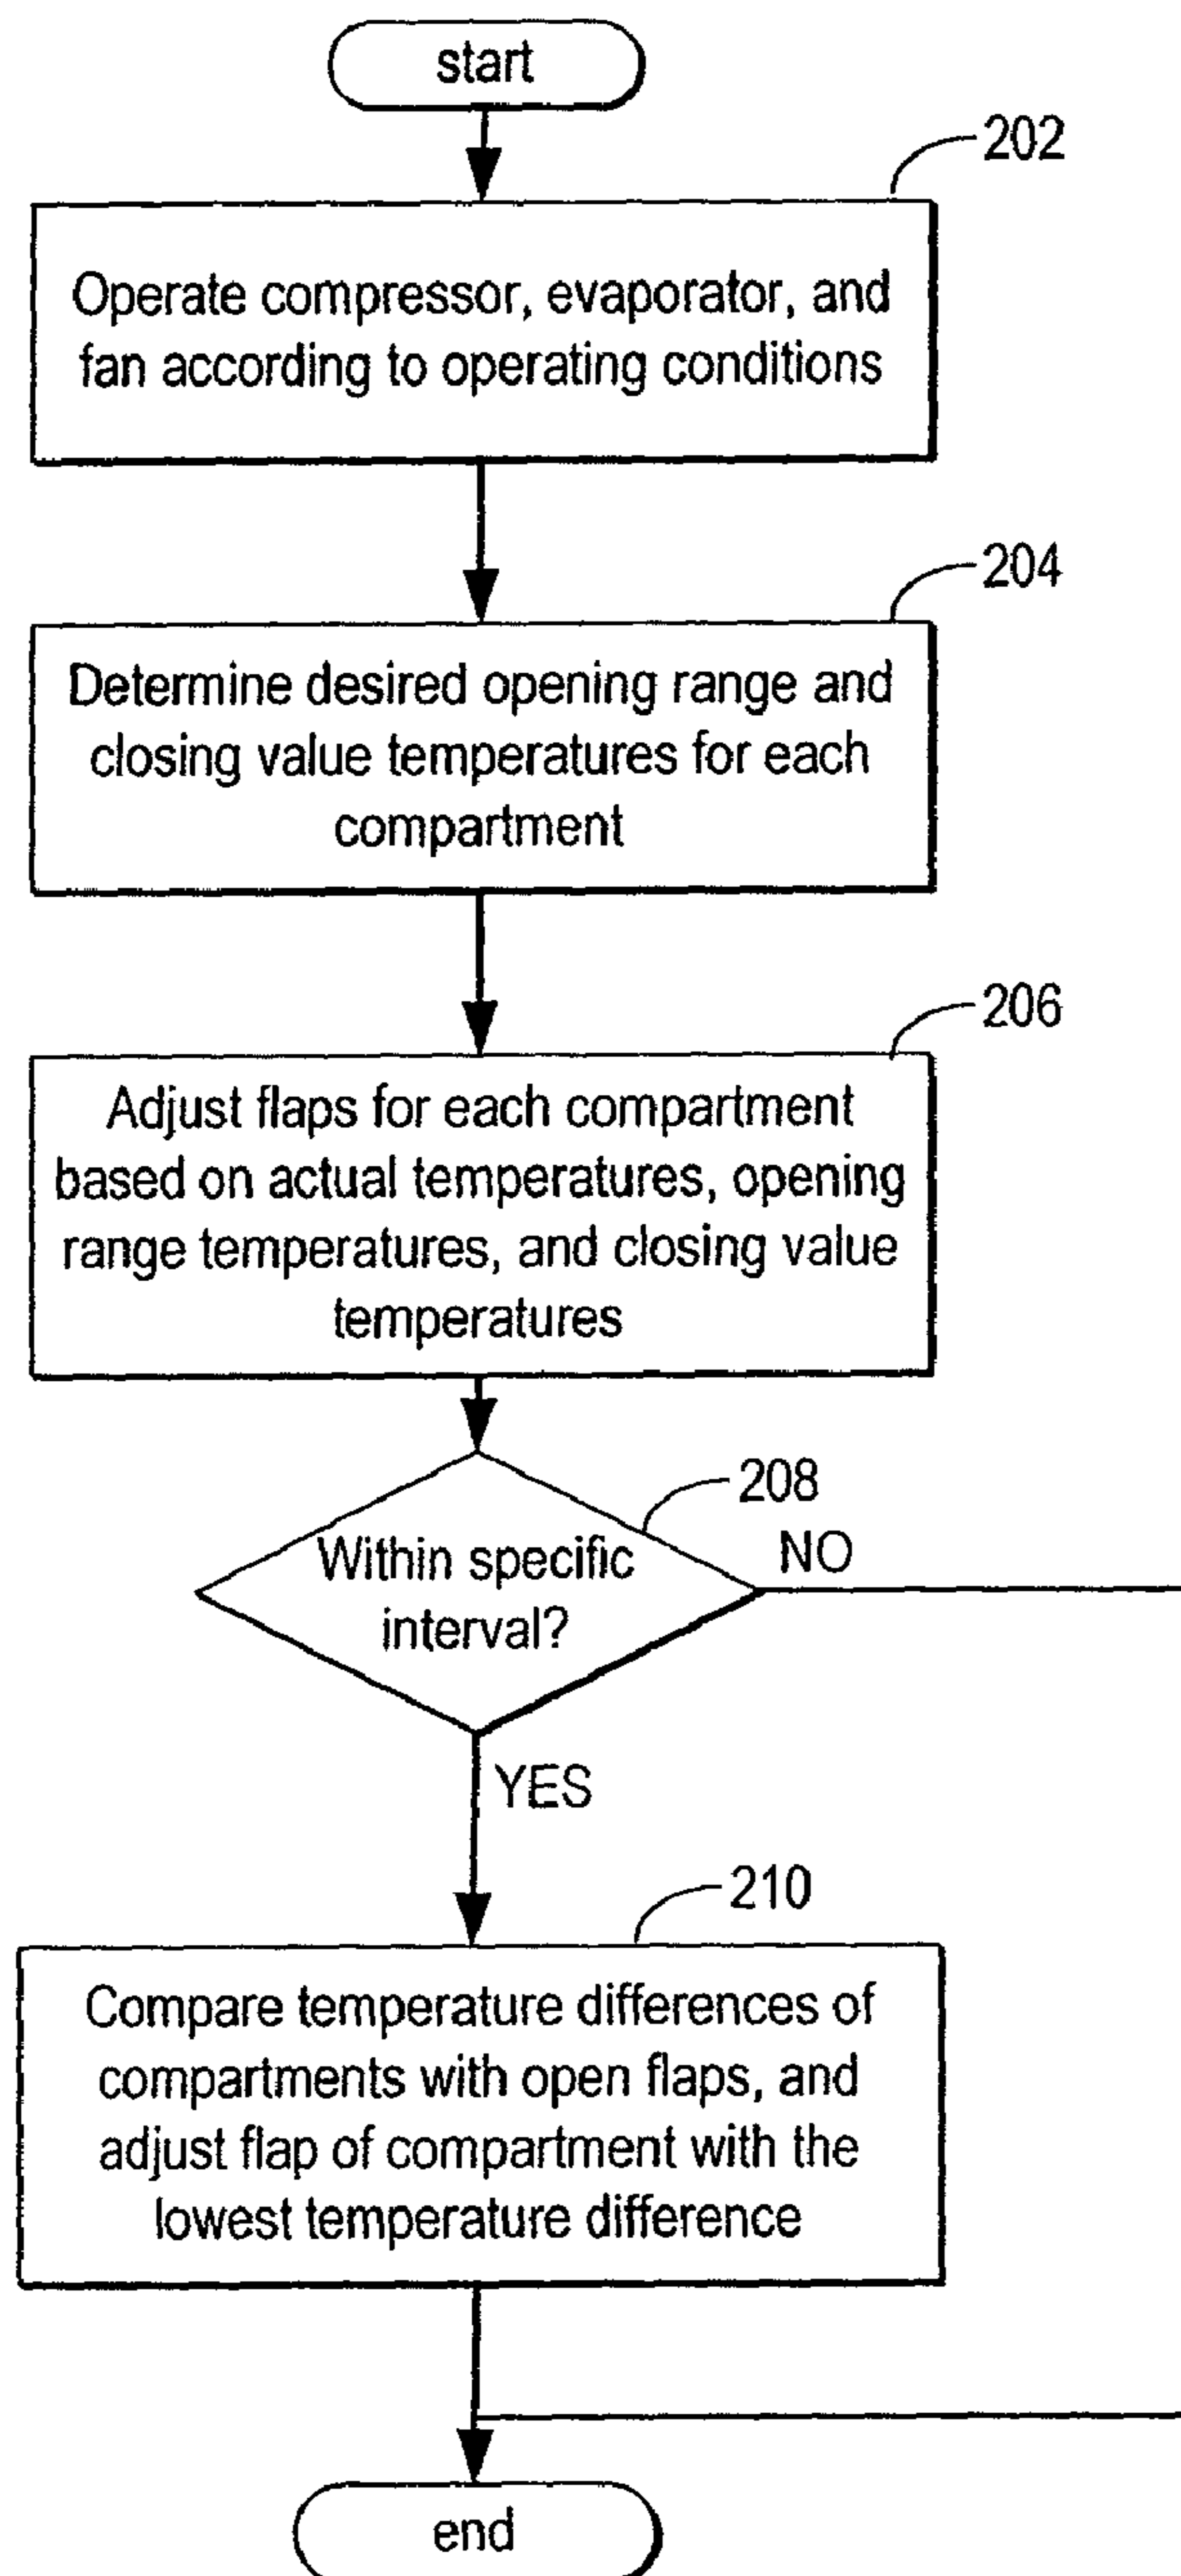 start
202
Operate compressor, evaporator, and
fan according to operating conditions
204
Determine desired opening range and
closing value temperatures for each
compartment
206
Adjust flaps for each compartment
based on actual temperatures, opening
range temperatures, and closing value
temperatures
208
Within specific
interval?
NO
YES
210
Compare temperature differences of
compartments with open flaps, and
adjust flap of compartment with the
lowest temperature difference
end